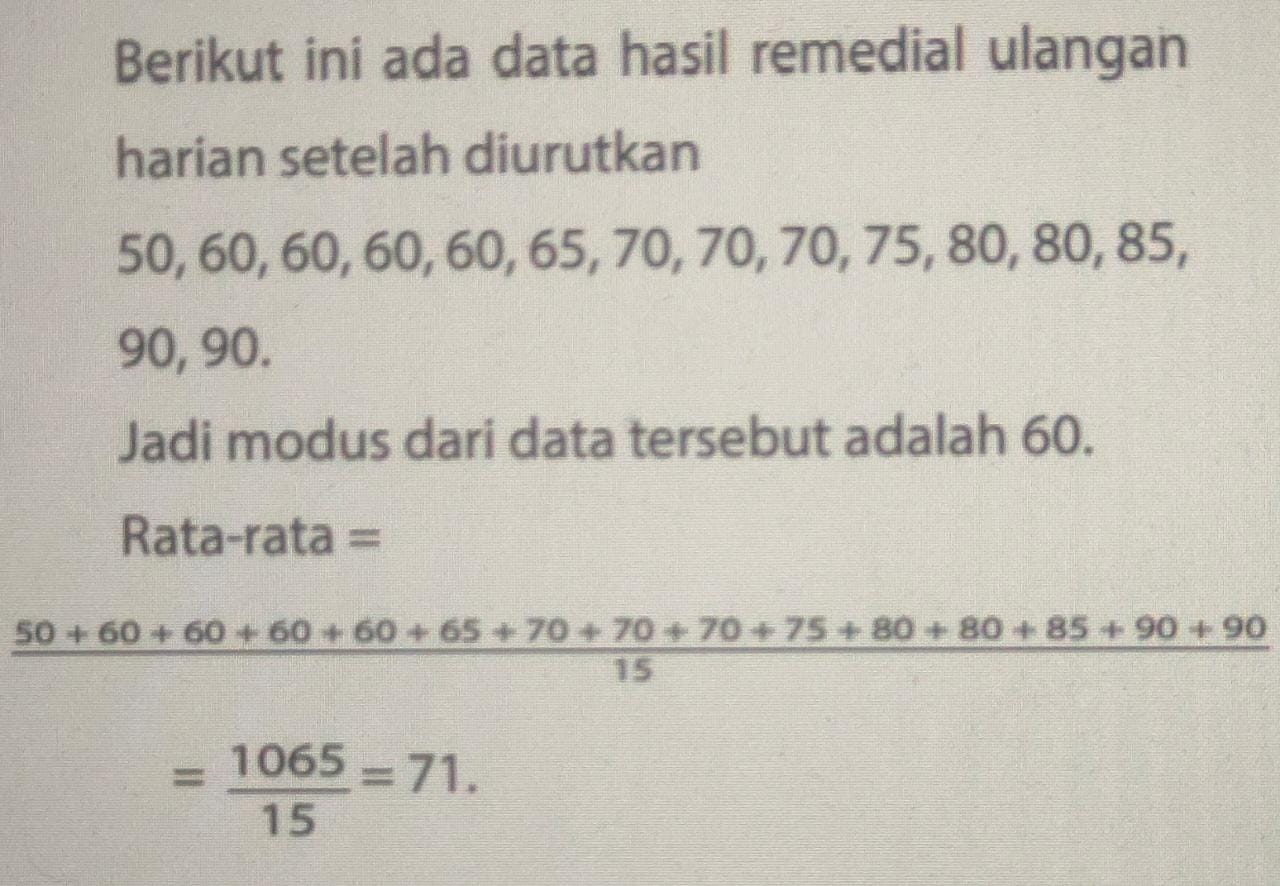 Berikut ini ada data hasil remedial ulangan
harian setelah diurutkan
50, 60, 60, 60, 60, 65, 70, 70, 70, 75, 80, 80, 85,
90, 90.
Jadi modus dari data tersebut adalah 60.
Rata-rata =
50 + 60 + 60 + 60 + 60 + 65 + 70 + 70 + 70 + 75 + 80 + 80 + 85 + 90 + 90
15
= 1065 = 71.
15